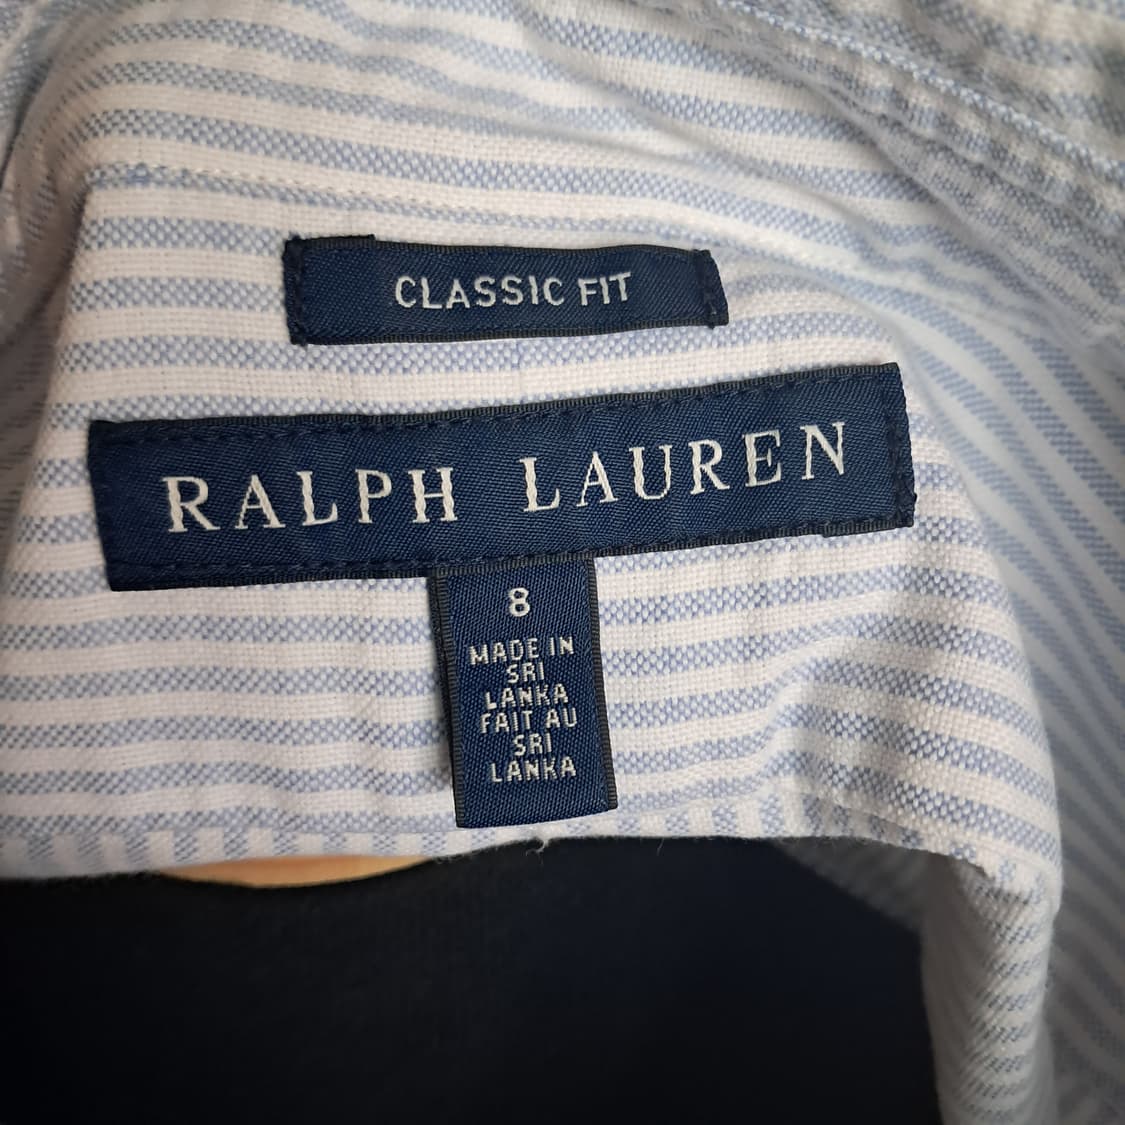 CLASSIC FIT
RALPH LAUREN
8
MADE IN
SRI
LANKA
FAIT AU
SRI
LANKA